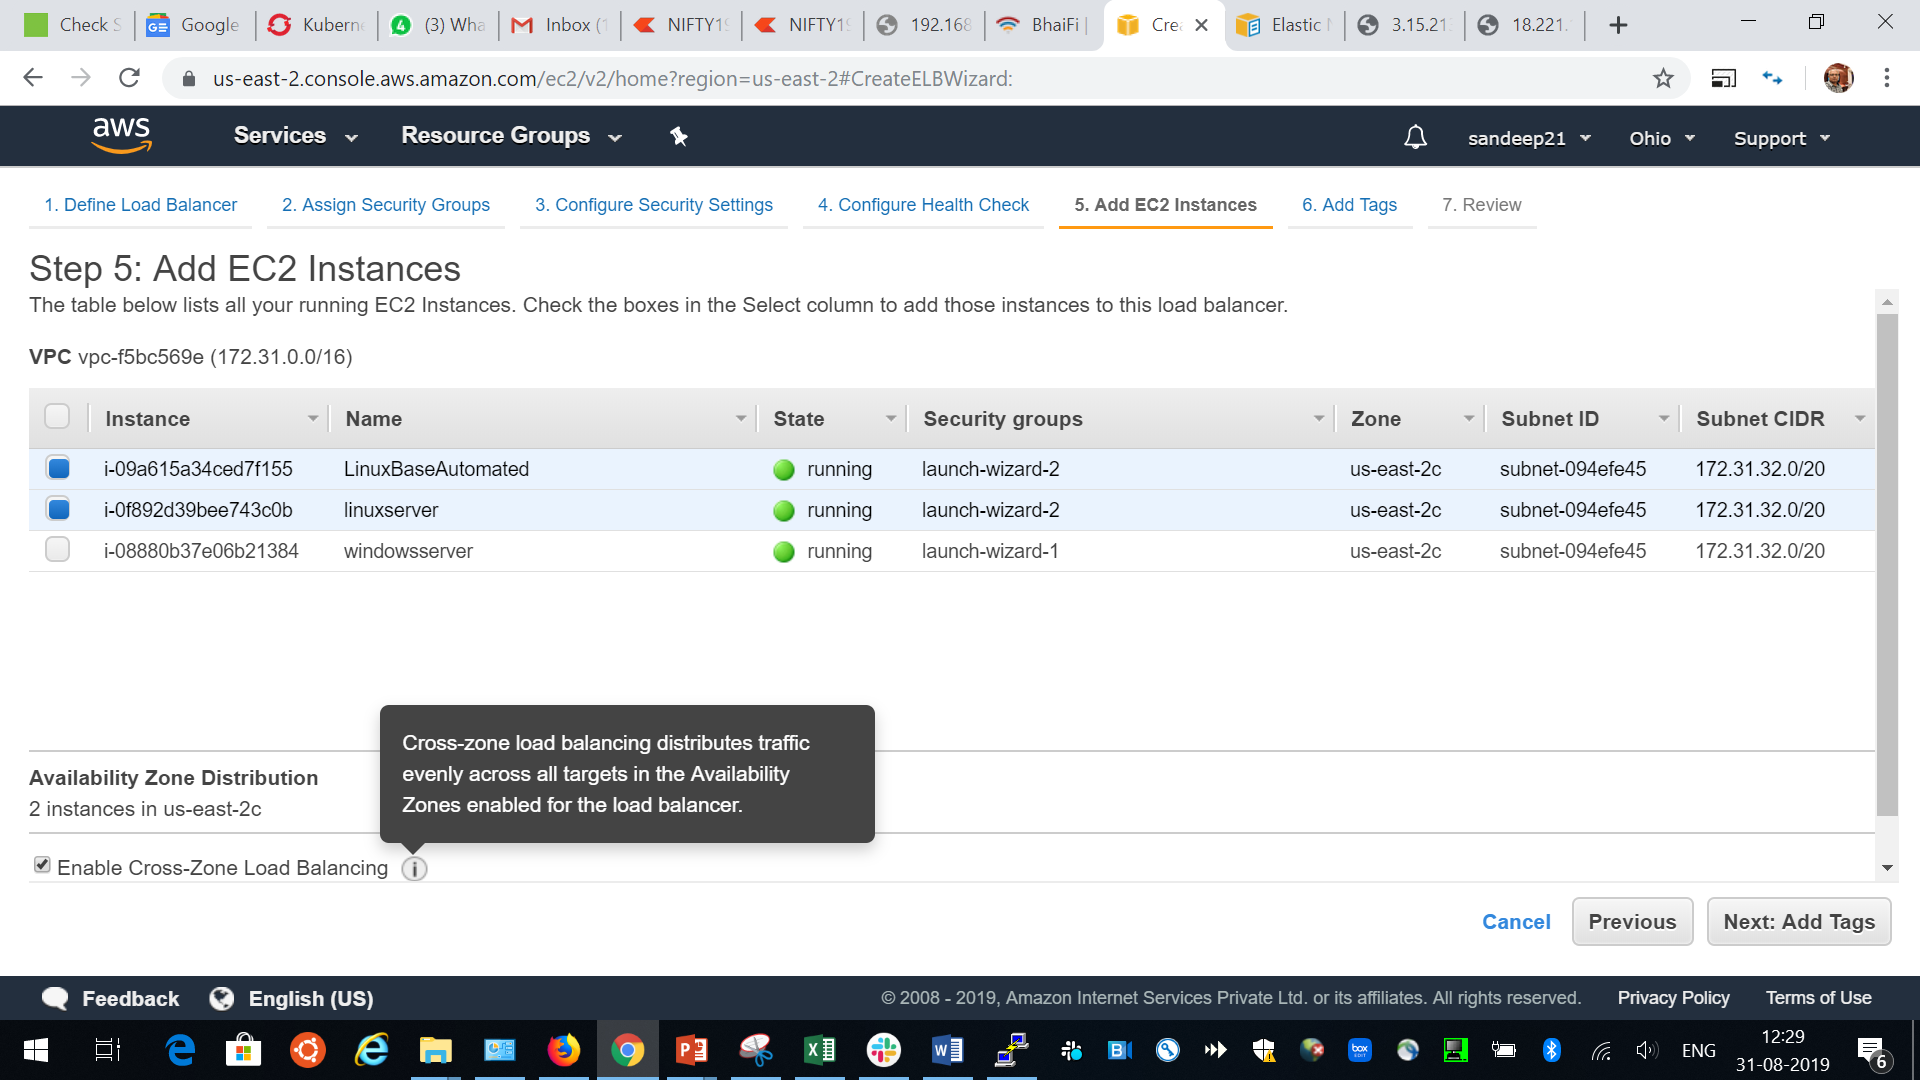 Check S Google Kuberne (3) Wha Inbox (1 NIFTY19 NIFTY19 192.168 BhaiFi | Crea Elastic N 3.15.213 18.221.
us-east-2.console.aws.amazon.com/ec2/v2/home?region=us-east-2#CreateELBWizard:
aws Services Resource Groups sandeep21 Ohio Support
1. Define Load Balancer 2. Assign Security Groups 3. Configure Security Settings 4. Configure Health Check 5. Add EC2 Instances 6. Add Tags 7. Review
Step 5: Add EC2 Instances
The table below lists all your running EC2 Instances. Check the boxes in the Select column to add those instances to this load balancer.
VPC vpc-f5bc569e (172.31.0.0/16)
Instance Name State Security groups Zone Subnet ID Subnet CIDR
i-09a615a34ced7f155 LinuxBaseAutomated running launch-wizard-2 us-east-2c subnet-094efe45 172.31.32.0/20
i-0f892d39bee743c0b linuxserver running launch-wizard-2 us-east-2c subnet-094efe45 172.31.32.0/20
i-08880b37e06b21384 windowsserver running launch-wizard-1 us-east-2c subnet-094efe45 172.31.32.0/20
Cross-zone load balancing distributes traffic
evenly across all targets in the Availability
Zones enabled for the load balancer.
Availability Zone Distribution
2 instances in us-east-2c
Enable Cross-Zone Load Balancing
Cancel Previous Next: Add Tags
Feedback English (US) © 2008 - 2019, Amazon Internet Services Private Ltd. or its affiliates. All rights reserved. Privacy Policy Terms of Use
ENG 12:29
31-08-2019 6